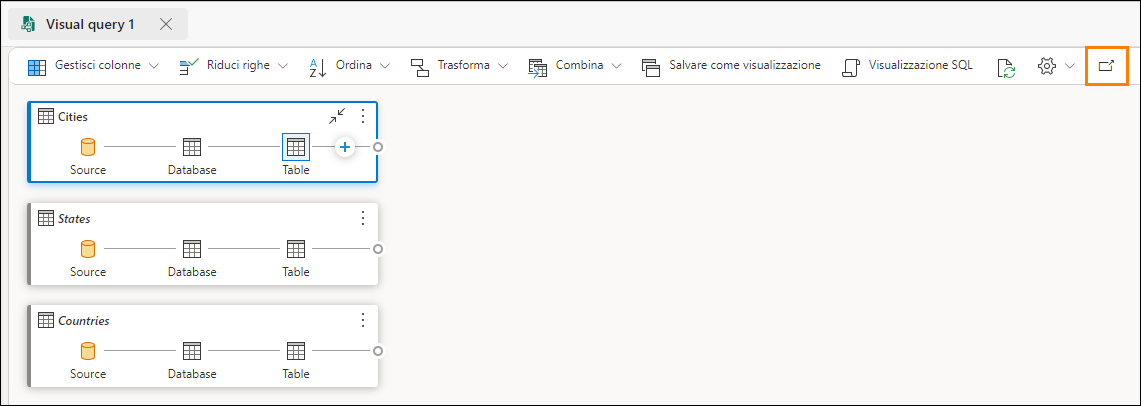 Visual query 1
Gestisci colonne Riduci righe Ordina Trasforma Combina Salvare come visualizzazione Visualizzazione SQL
Cities
Source Database Table
States
Source Database Table
Countries
Source Database Table